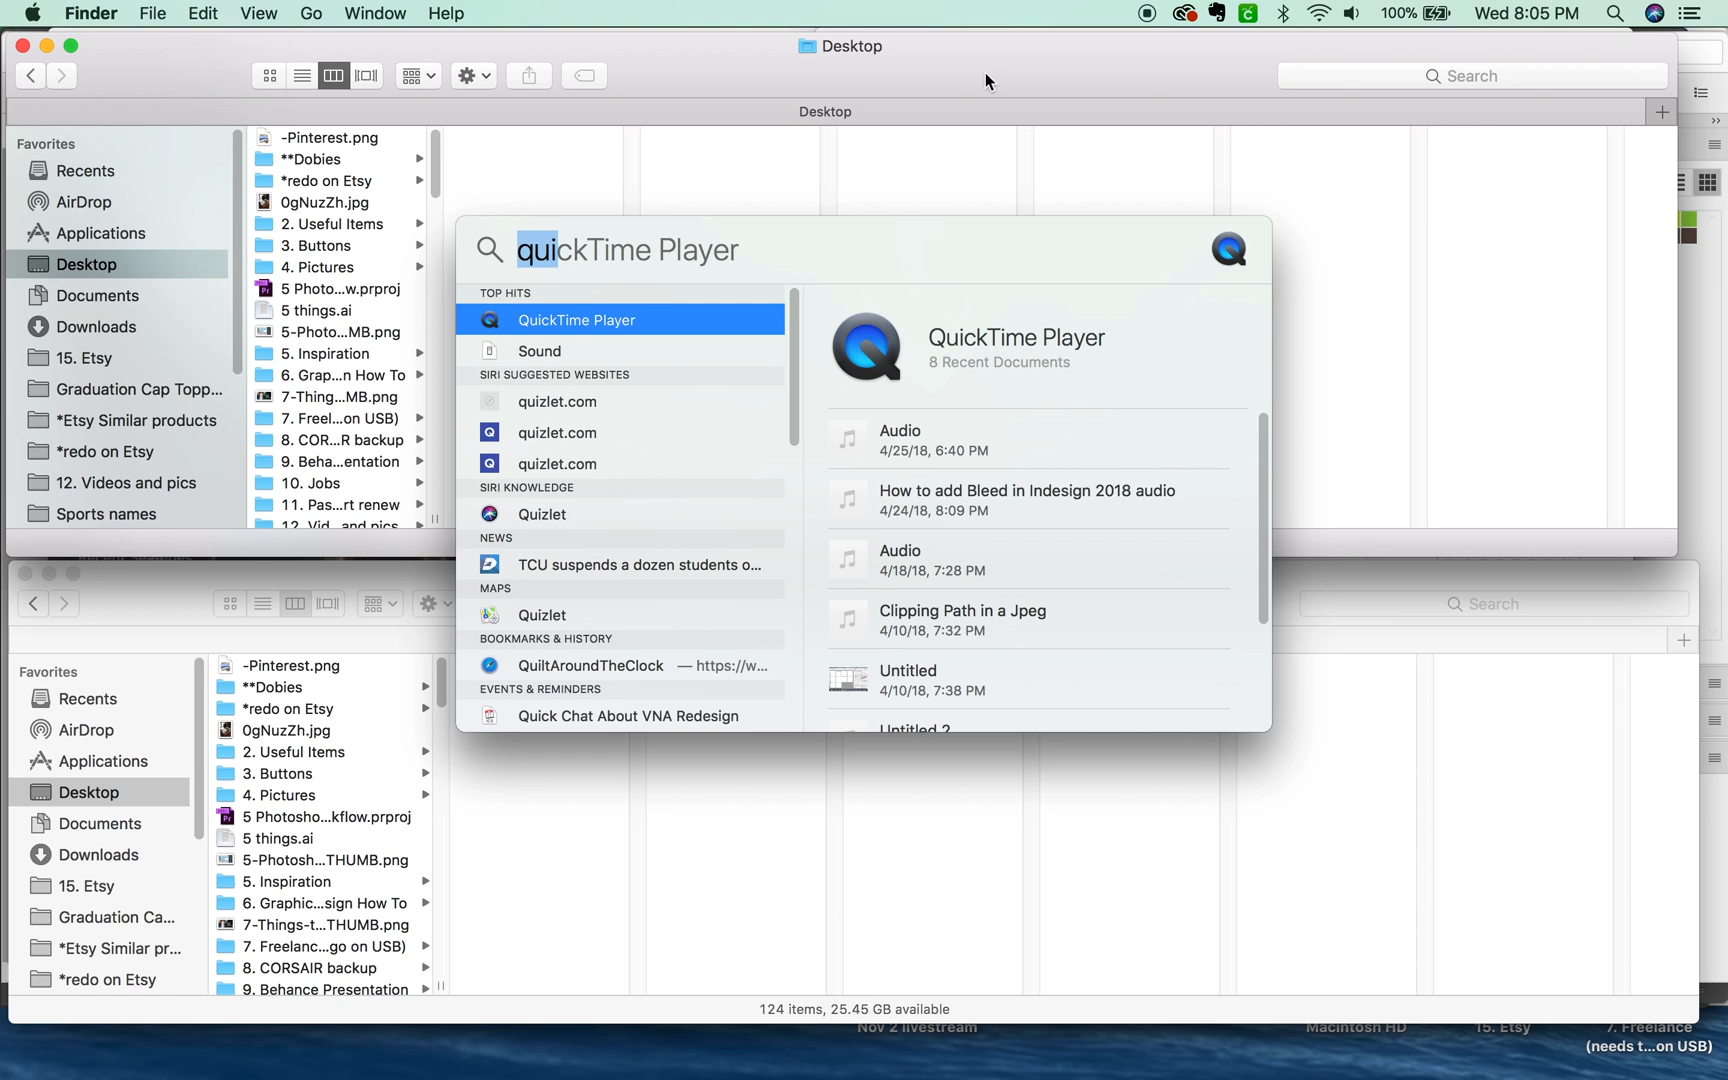 Finder File Edit View Go Window Help
100% Wed 8:05 PM
Desktop
Search
Desktop
Favorites
Recents
AirDrop
Applications
Desktop
Documents
Downloads
15. Etsy
Graduation Cap Topp...
*Etsy Similar products
*redo on Etsy
12. Videos and pics
Sports names
-Pinterest.png
**Dobies
*redo on Etsy
0gNuzZh.jpg
2. Useful Items
3. Buttons
4. Pictures
5 Photo...w.prproj
5 things.ai
5-Photo...MB.png
5. Inspiration
6. Grap...n How To
7-Thing...MB.png
7. Freel...on USB)
8. COR...R backup
9. Beha...entation
10. Jobs
11. Pas...rt renew
12. Vid...and pics
quickTime Player
TOP HITS
QuickTime Player
Sound
SIRI SUGGESTED WEBSITES
quizlet.com
quizlet.com
quizlet.com
SIRI KNOWLEDGE
Quizlet
NEWS
TCU suspends a dozen students o...
MAPS
Quizlet
BOOKMARKS & HISTORY
QuiltAroundTheClock — https://w...
EVENTS & REMINDERS
Quick Chat About VNA Redesign
QuickTime Player
8 Recent Documents
Audio
4/25/18, 6:40 PM
How to add Bleed in Indesign 2018 audio
4/24/18, 8:09 PM
Audio
4/18/18, 7:28 PM
Clipping Path in a Jpeg
4/10/18, 7:32 PM
Untitled
4/10/18, 7:38 PM
Untitled 2
Search
Favorites
Recents
AirDrop
Applications
Desktop
Documents
Downloads
15. Etsy
Graduation Ca...
*Etsy Similar pr...
*redo on Etsy
-Pinterest.png
**Dobies
*redo on Etsy
0gNuzZh.jpg
2. Useful Items
3. Buttons
4. Pictures
5 Photosho...kflow.prproj
5 things.ai
5-Photosh...THUMB.png
5. Inspiration
6. Graphic...sign How To
7-Things-t...THUMB.png
7. Freelanc...go on USB)
8. CORSAIR backup
9. Behance Presentation
124 items, 25.45 GB available
Nov 2 livestream
Macintosh HD
15. Etsy
7. Freelance
(needs t...on USB)